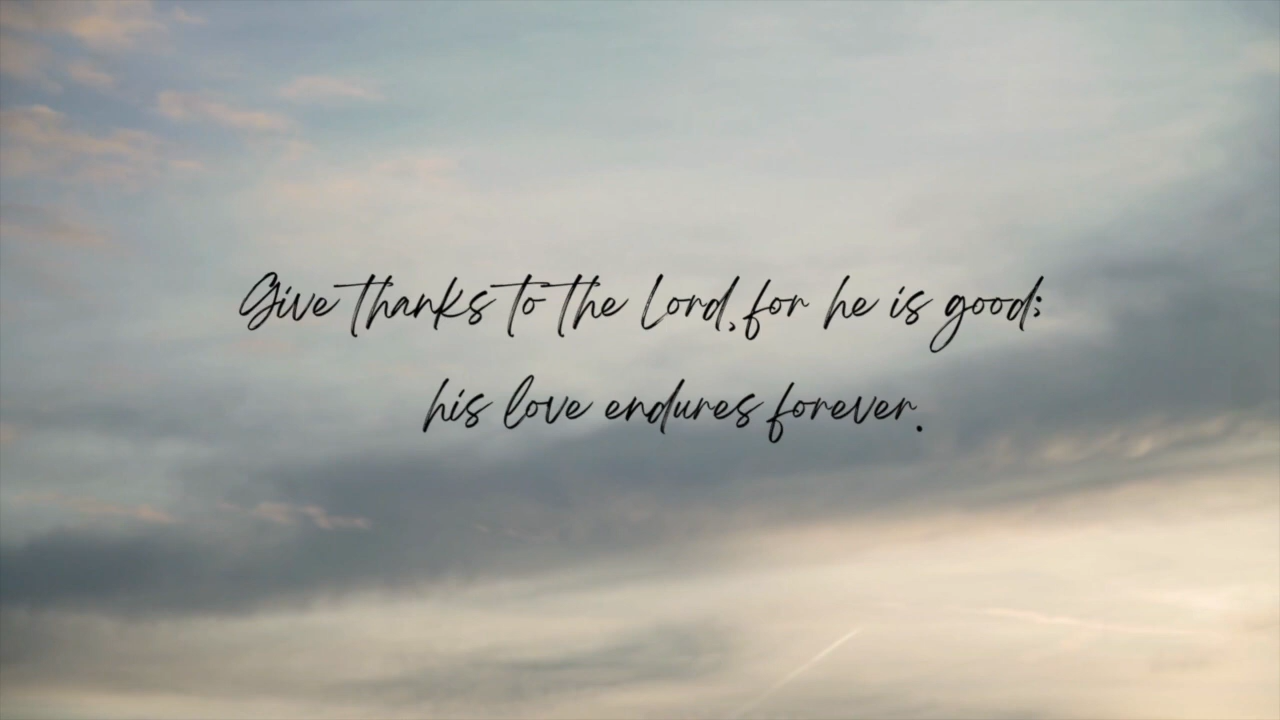 Give thanks to the Lord, for he is good;
his love endures forever.